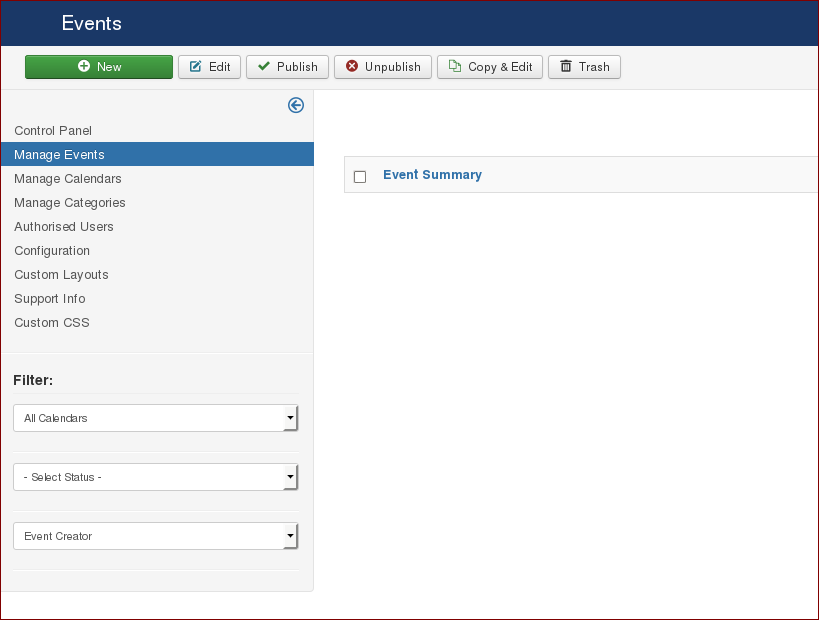 Events
New Edit Publish Unpublish Copy & Edit Trash
Control Panel
Manage Events
Event Summary
Manage Calendars
Manage Categories
Authorised Users
Configuration
Custom Layouts
Support Info
Custom CSS
Filter:
All Calendars
- Select Status -
Event Creator